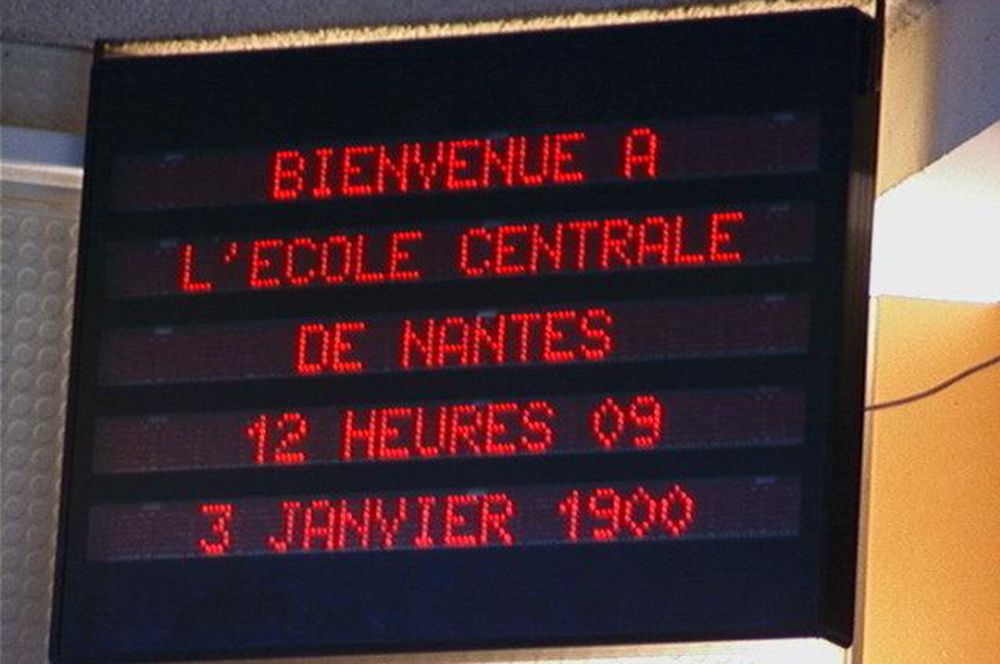 BIENVENUE A
L'ECOLE CENTRALE
DE NANTES
12 HEURES 09
3 JANVIER 1900